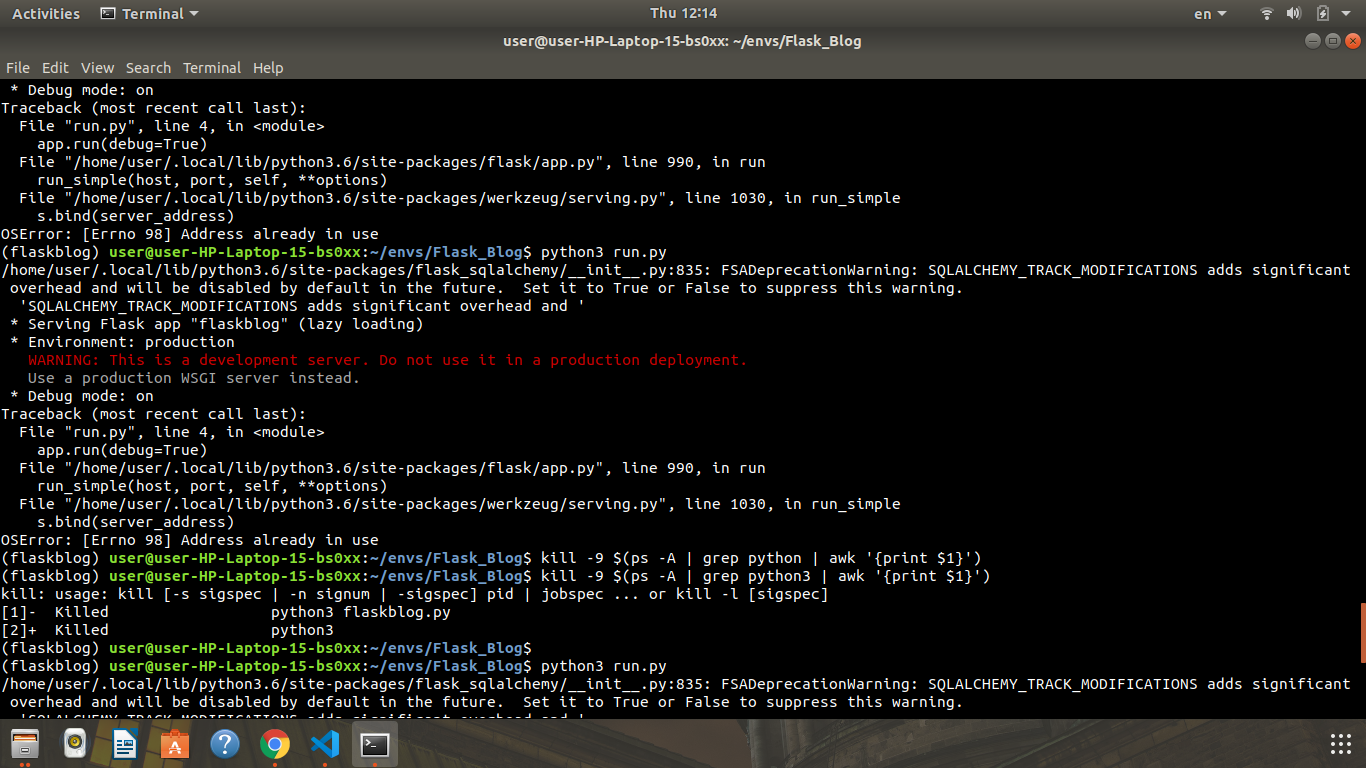 Activities Terminal Thu 12:14 en
user@user-HP-Laptop-15-bs0xx: ~/envs/Flask_Blog
File Edit View Search Terminal Help
 * Debug mode: on
Traceback (most recent call last):
  File "run.py", line 4, in <module>
    app.run(debug=True)
  File "/home/user/.local/lib/python3.6/site-packages/flask/app.py", line 990, in run
    run_simple(host, port, self, **options)
  File "/home/user/.local/lib/python3.6/site-packages/werkzeug/serving.py", line 1030, in run_simple
    s.bind(server_address)
OSError: [Errno 98] Address already in use
(flaskblog) user@user-HP-Laptop-15-bs0xx:~/envs/Flask_Blog$ python3 run.py
/home/user/.local/lib/python3.6/site-packages/flask_sqlalchemy/__init__.py:835: FSADeprecationWarning: SQLALCHEMY_TRACK_MODIFICATIONS adds significant
 overhead and will be disabled by default in the future.  Set it to True or False to suppress this warning.
  'SQLALCHEMY_TRACK_MODIFICATIONS adds significant overhead and '
 * Serving Flask app "flaskblog" (lazy loading)
 * Environment: production
   WARNING: This is a development server. Do not use it in a production deployment.
   Use a production WSGI server instead.
 * Debug mode: on
Traceback (most recent call last):
  File "run.py", line 4, in <module>
    app.run(debug=True)
  File "/home/user/.local/lib/python3.6/site-packages/flask/app.py", line 990, in run
    run_simple(host, port, self, **options)
  File "/home/user/.local/lib/python3.6/site-packages/werkzeug/serving.py", line 1030, in run_simple
    s.bind(server_address)
OSError: [Errno 98] Address already in use
(flaskblog) user@user-HP-Laptop-15-bs0xx:~/envs/Flask_Blog$ kill -9 $(ps -A | grep python | awk '{print $1}')
(flaskblog) user@user-HP-Laptop-15-bs0xx:~/envs/Flask_Blog$ kill -9 $(ps -A | grep python3 | awk '{print $1}')
kill: usage: kill [-s sigspec | -n signum | -sigspec] pid | jobspec ... or kill -l [sigspec]
[1]-  Killed                  python3 flaskblog.py
[2]+  Killed                  python3
(flaskblog) user@user-HP-Laptop-15-bs0xx:~/envs/Flask_Blog$
(flaskblog) user@user-HP-Laptop-15-bs0xx:~/envs/Flask_Blog$ python3 run.py
/home/user/.local/lib/python3.6/site-packages/flask_sqlalchemy/__init__.py:835: FSADeprecationWarning: SQLALCHEMY_TRACK_MODIFICATIONS adds significant
 overhead and will be disabled by default in the future.  Set it to True or False to suppress this warning.
  'SQLALCHEMY_TRACK_MODIFICATIONS adds significant overhead and '